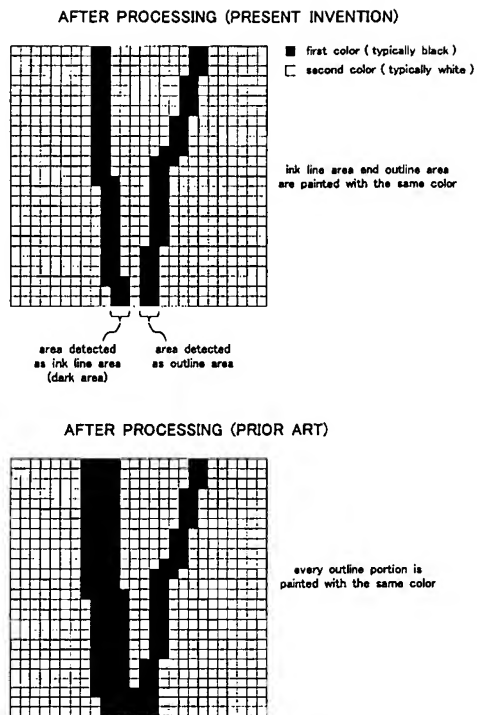 AFTER PROCESSING (PRESENT INVENTION)
first color ( typically black )
second color ( typically white )
ink line area and outline area
are painted with the same color
area detected
as ink line area
(dark area)
area detected
as outline area
AFTER PROCESSING (PRIOR ART)
every outline portion is
painted with the same color